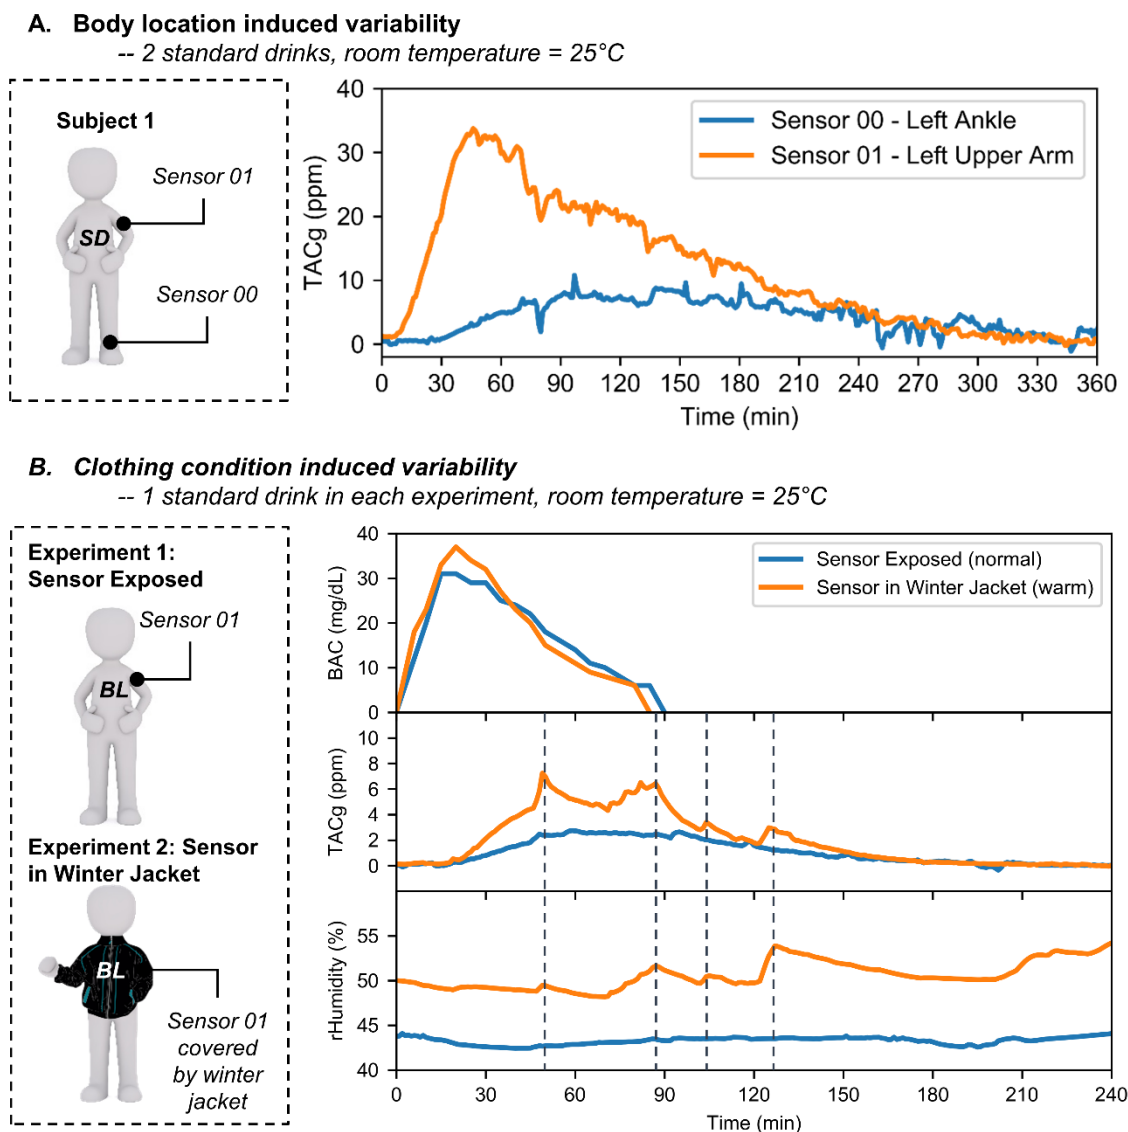 A. Body location induced variability
-- 2 standard drinks, room temperature = 25°C
Subject 1
Sensor 01
SD
Sensor 00
TACg (ppm)
40
30
20
10
0
Sensor 00 - Left Ankle
Sensor 01 - Left Upper Arm
0 30 60 90 120 150 180 210 240 270 300 330 360
Time (min)
B. Clothing condition induced variability
-- 1 standard drink in each experiment, room temperature = 25°C
Experiment 1:
Sensor Exposed
Sensor 01
BL
Experiment 2: Sensor
in Winter Jacket
BL
Sensor 01
covered
by winter
jacket
BAC (mg/dL)
40
30
20
10
0
Sensor Exposed (normal)
Sensor in Winter Jacket (warm)
TACg (ppm)
10
8
6
4
2
0
rHumidity (%)
55
50
45
40
0 30 60 90 120 150 180 210 240
Time (min)